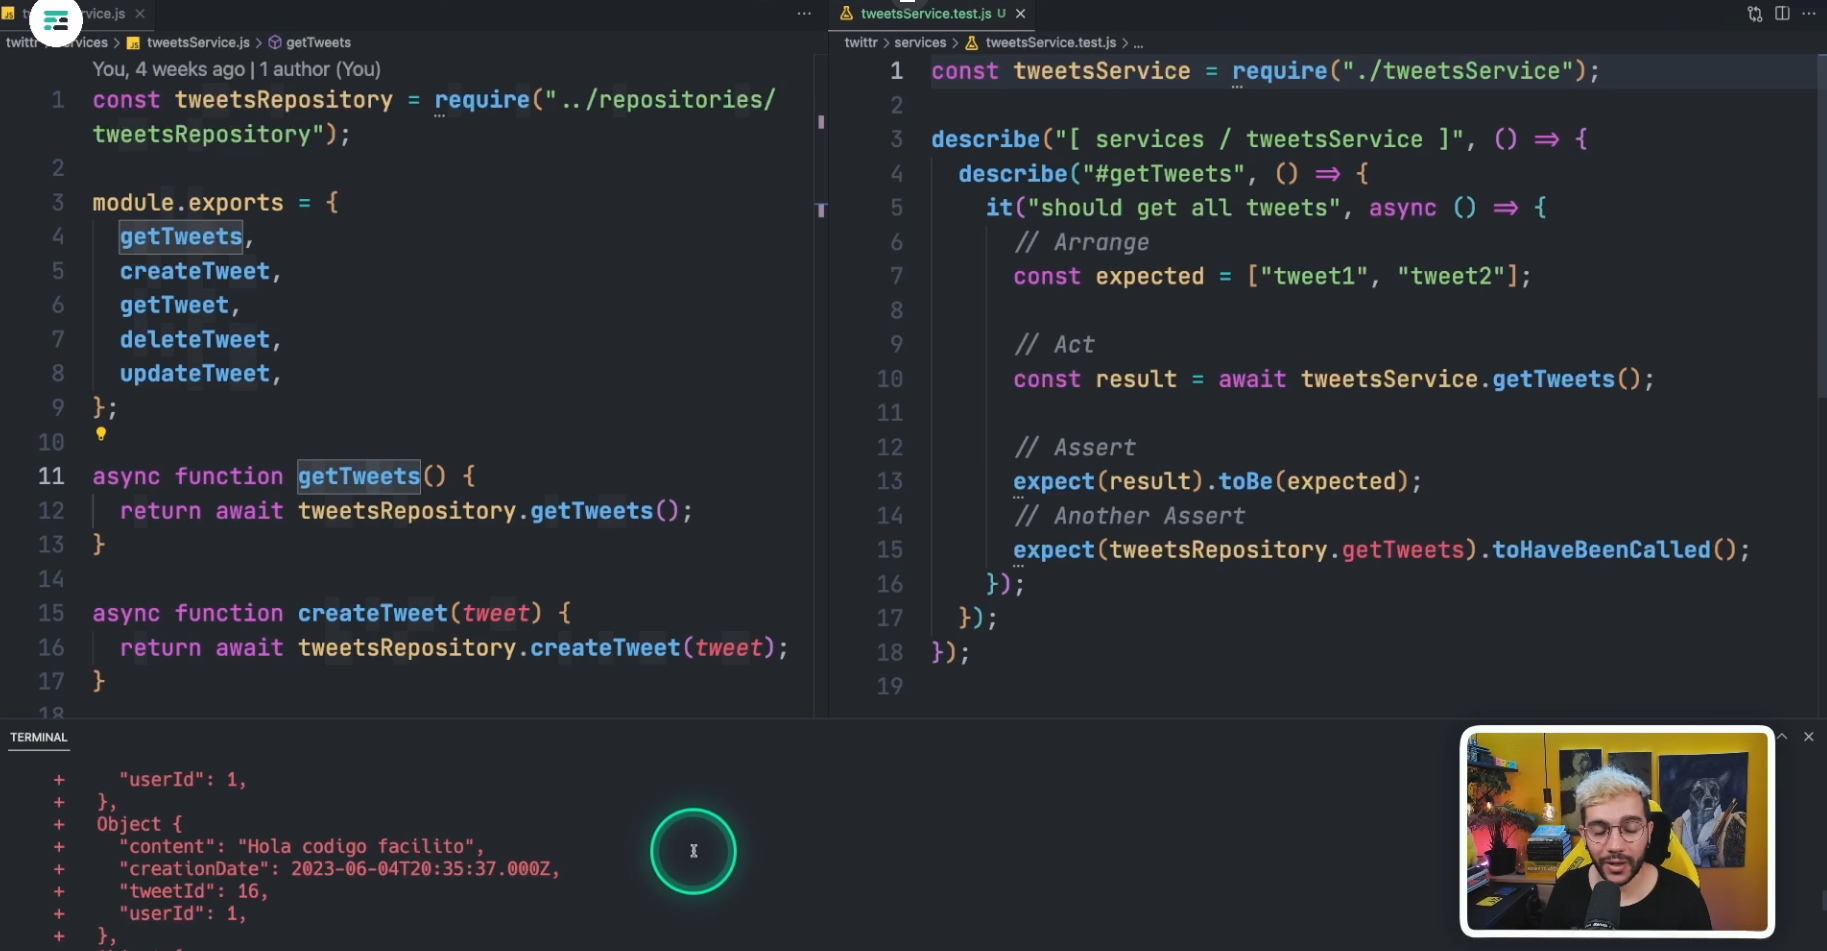 rvice.js
twittr > services > tweetsService.js > getTweets
You, 4 weeks ago | 1 author (You)
1 const tweetsRepository = require("../repositories/
tweetsRepository");
2
3 module.exports = {
4 getTweets,
5 createTweet,
6 getTweet,
7 deleteTweet,
8 updateTweet,
9 };
10
11 async function getTweets() {
12 return await tweetsRepository.getTweets();
13 }
14
15 async function createTweet(tweet) {
16 return await tweetsRepository.createTweet(tweet);
17 }
18
tweetsService.test.js U
twittr > services > tweetsService.test.js > ...
1 const tweetsService = require("./tweetsService");
2
3 describe("[ services / tweetsService ]", () => {
4 describe("#getTweets", () => {
5 it("should get all tweets", async () => {
6 // Arrange
7 const expected = ["tweet1", "tweet2"];
8
9 // Act
10 const result = await tweetsService.getTweets();
11
12 // Assert
13 expect(result).toBe(expected);
14 // Another Assert
15 expect(tweetsRepository.getTweets).toHaveBeenCalled();
16 });
17 });
18 });
19
TERMINAL
+ "userId": 1,
+ },
+ Object {
+ "content": "Hola codigo facilito",
+ "creationDate": 2023-06-04T20:35:37.000Z,
+ "tweetId": 16,
+ "userId": 1,
+ },